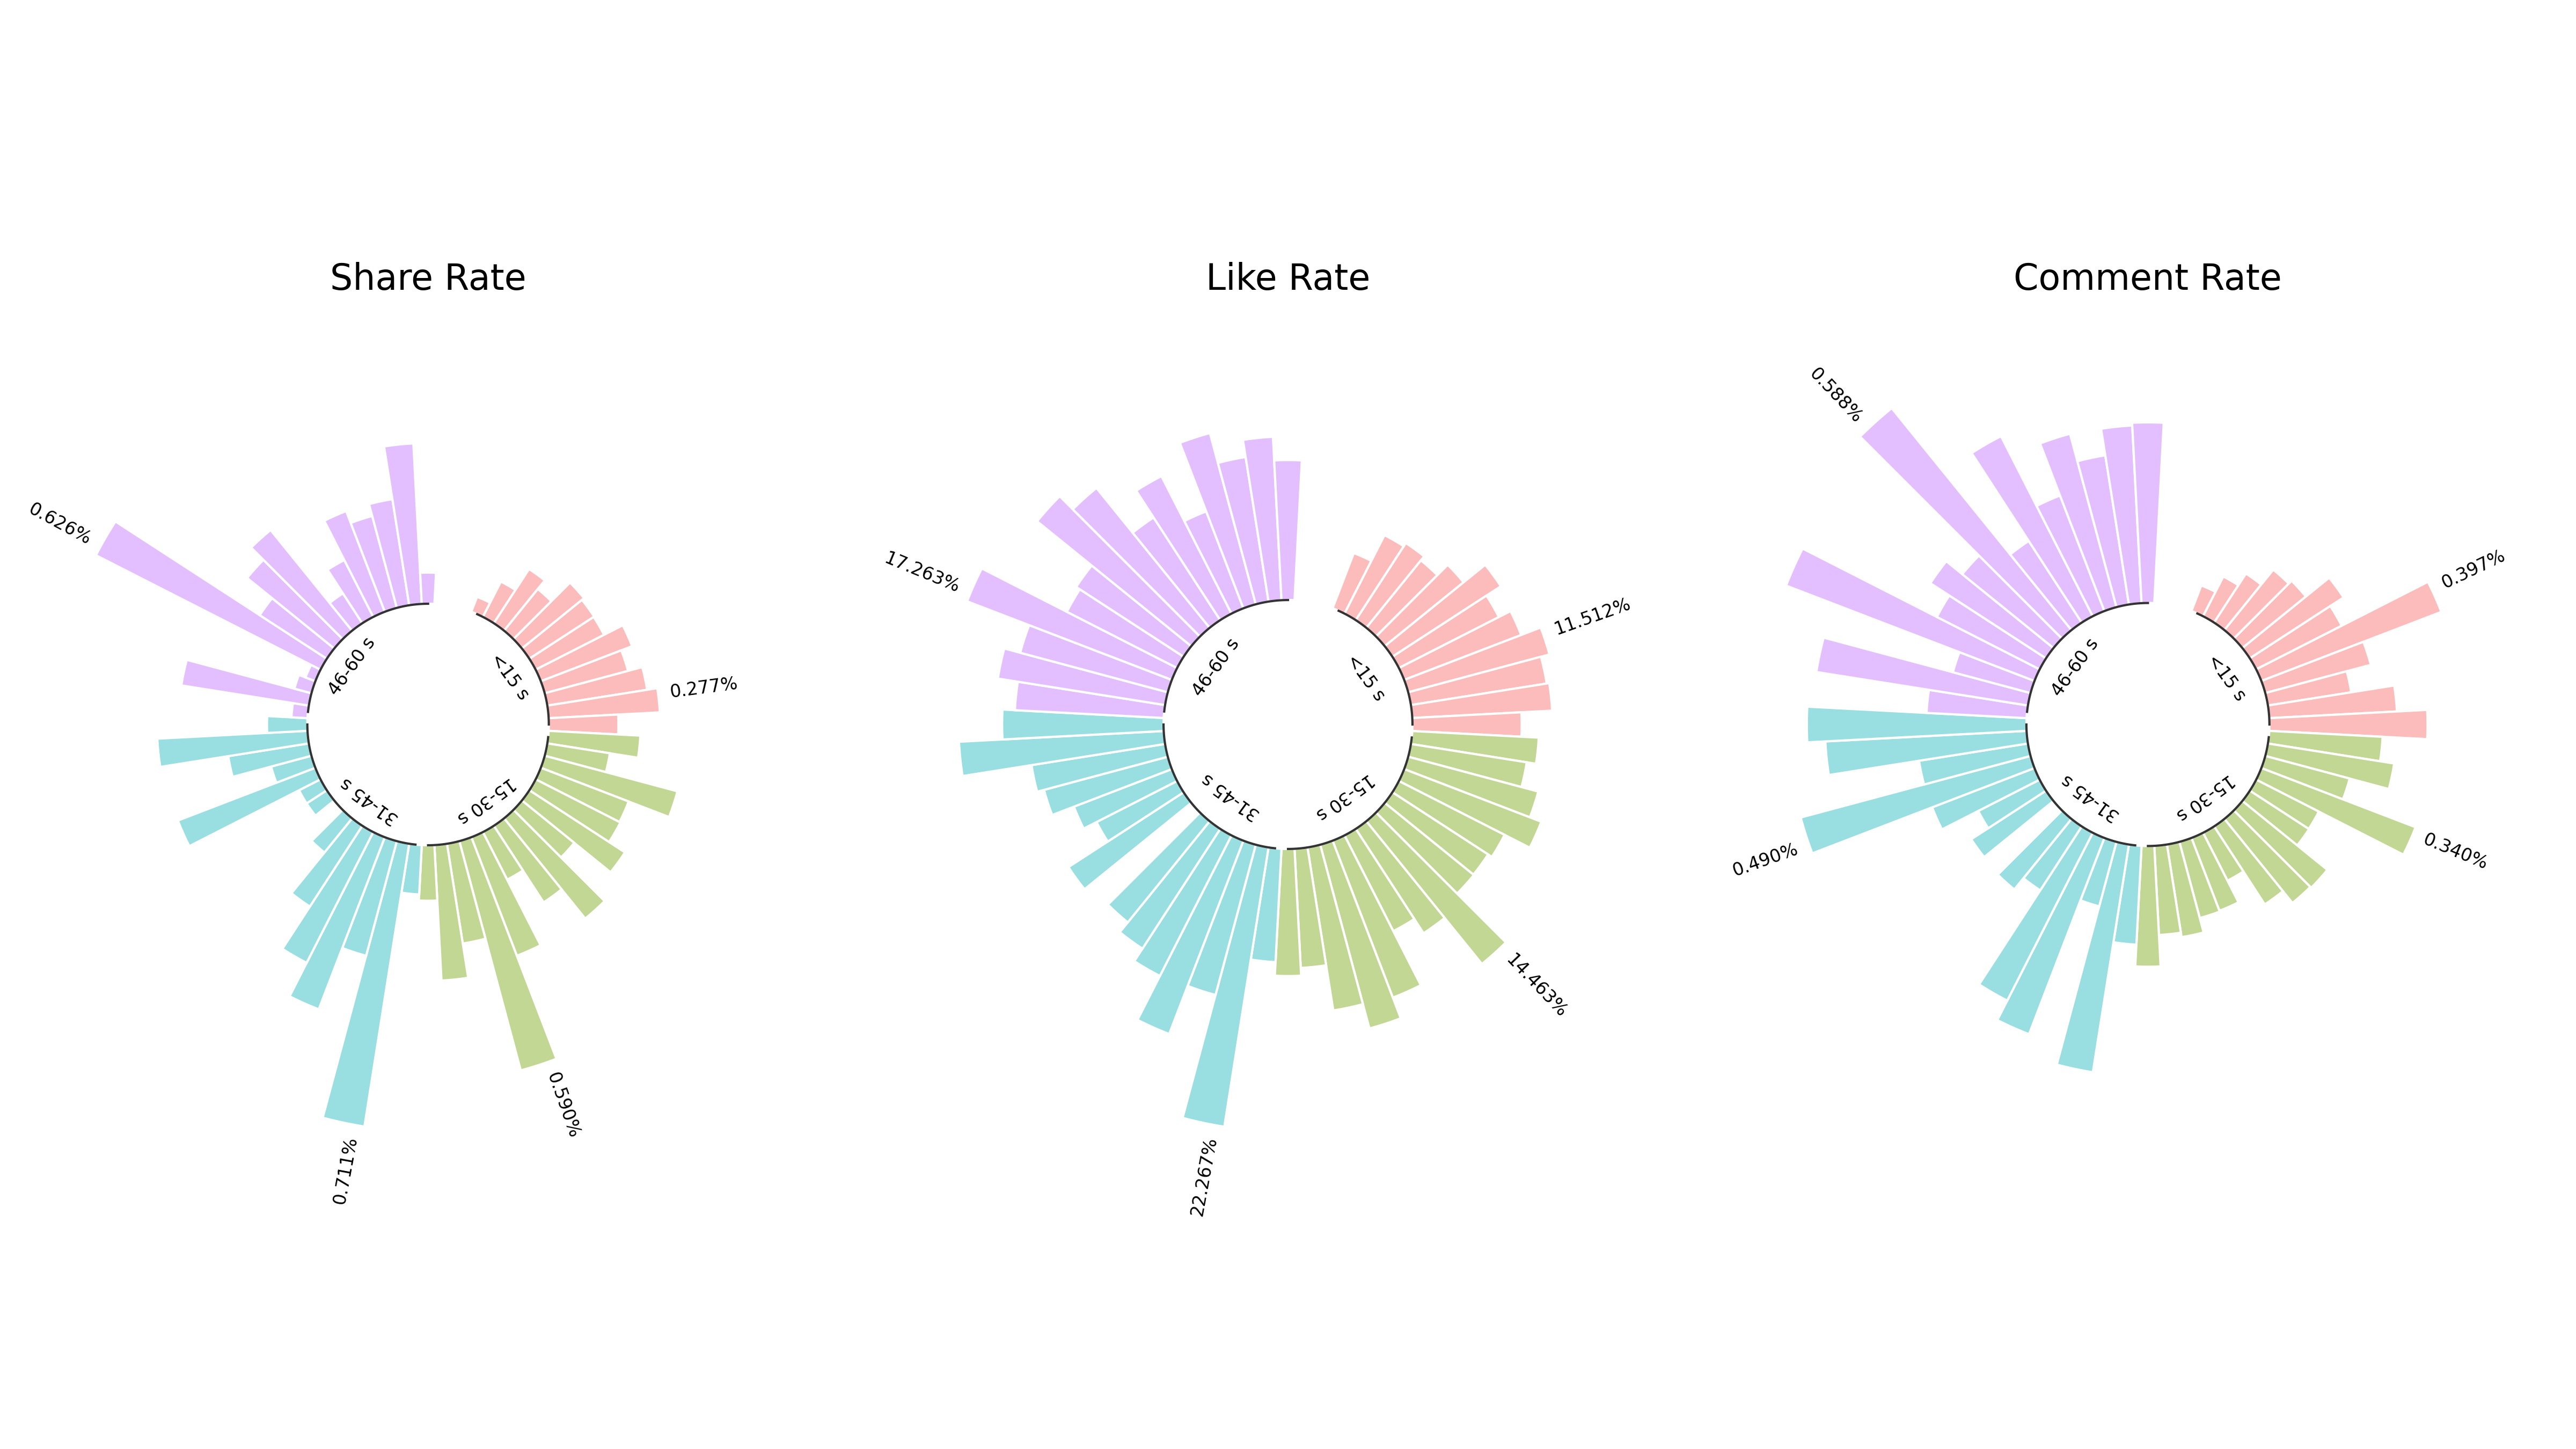 Share Rate
Like Rate
Comment Rate
0.626%
46-60 s
<15 s
0.277%
31-45 s
15-30 s
0.590%
0.711%
17.263%
46-60 s
<15 s
11.512%
31-45 s
15-30 s
14.463%
22.267%
0.588%
46-60 s
<15 s
0.397%
31-45 s
15-30 s
0.340%
0.490%